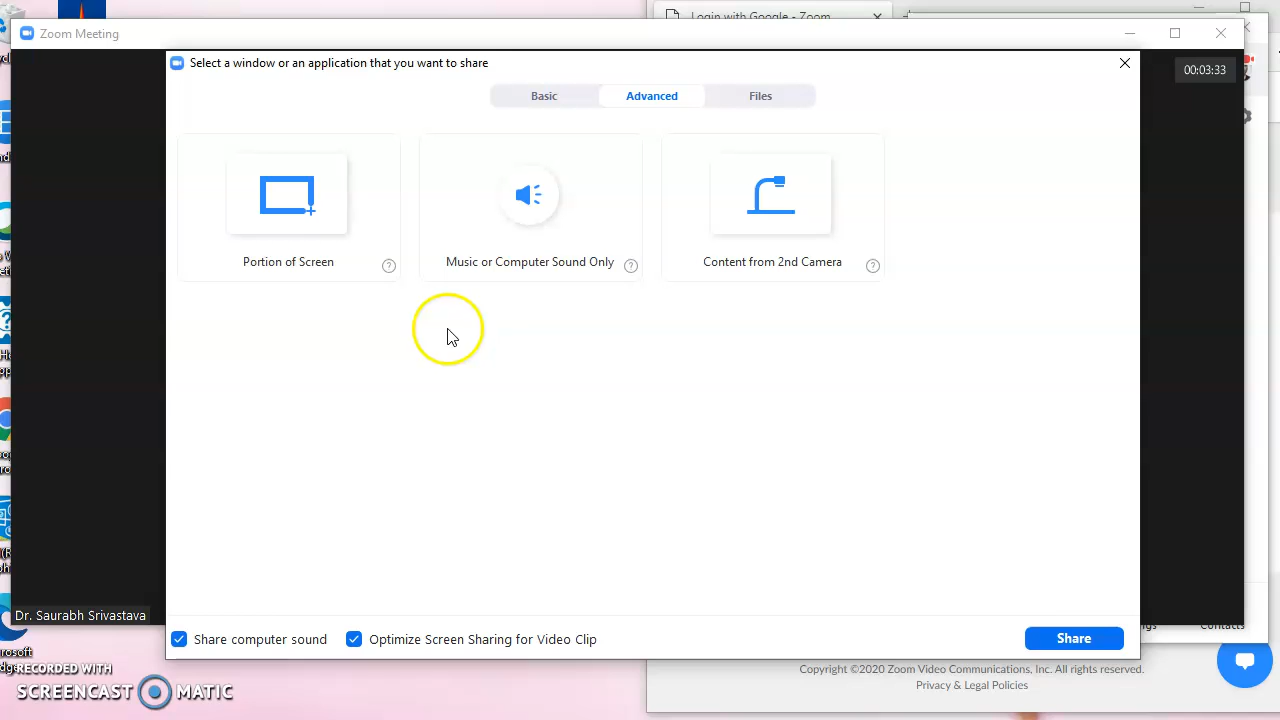 Login with Google - Zoom
Zoom Meeting
Select a window or an application that you want to share
00:03:33
Basic
Advanced
Files
Portion of Screen
Music or Computer Sound Only
Content from 2nd Camera
Dr. Saurabh Srivastava
Share computer sound
Optimize Screen Sharing for Video Clip
Share
Copyright ©2020 Zoom Video Communications, Inc. All rights reserved.
Privacy & Legal Policies
RECORDED WITH
SCREENCAST MATIC